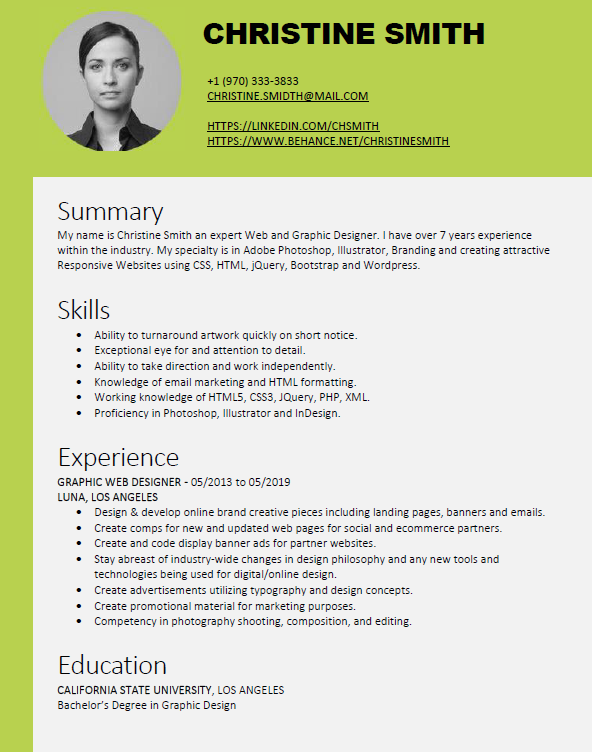 CHRISTINE SMITH
+1 (970) 333-3833
CHRISTINE.SMIDTH@MAIL.COM
HTTPS://LINKEDIN.COM/CHSMITH
HTTPS://WWW.BEHANCE.NET/CHRISTINESMITH
Summary
My name is Christine Smith an expert Web and Graphic Designer. I have over 7 years experience
within the industry. My specialty is in Adobe Photoshop, Illustrator, Branding and creating attractive
Responsive Websites using CSS, HTML, jQuery, Bootstrap and Wordpress.
Skills
• Ability to turnaround artwork quickly on short notice.
• Exceptional eye for and attention to detail.
• Ability to take direction and work independently.
• Knowledge of email marketing and HTML formatting.
• Working knowledge of HTML5, CSS3, JQuery, PHP, XML.
• Proficiency in Photoshop, Illustrator and InDesign.
Experience
GRAPHIC WEB DESIGNER - 05/2013 to 05/2019
LUNA, LOS ANGELES
• Design & develop online brand creative pieces including landing pages, banners and emails.
• Create comps for new and updated web pages for social and ecommerce partners.
• Create and code display banner ads for partner websites.
• Stay abreast of industry-wide changes in design philosophy and any new tools and
technologies being used for digital/online design.
• Create advertisements utilizing typography and design concepts.
• Create promotional material for marketing purposes.
• Competency in photography shooting, composition, and editing.
Education
CALIFORNIA STATE UNIVERSITY, LOS ANGELES
Bachelor's Degree in Graphic Design